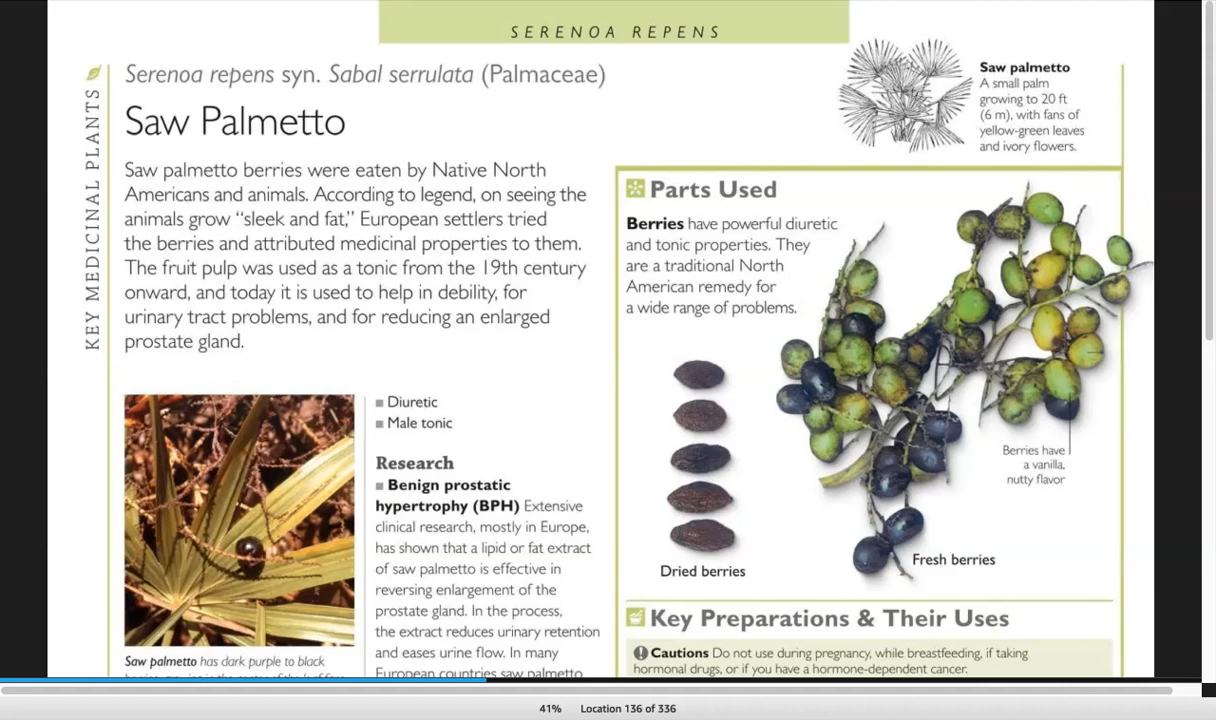 SERENOA REPENS
KEY MEDICINAL PLANTS
Serenoa repens syn. Sabal serrulata (Palmaceae)
Saw Palmetto
Saw palmetto berries were eaten by Native North
Americans and animals. According to legend, on seeing the
animals grow “sleek and fat,” European settlers tried
the berries and attributed medicinal properties to them.
The fruit pulp was used as a tonic from the 19th century
onward, and today it is used to help in debility, for
urinary tract problems, and for reducing an enlarged
prostate gland.
Saw palmetto has dark purple to black
■ Diuretic
■ Male tonic
Research
■ Benign prostatic
hypertrophy (BPH) Extensive
clinical research, mostly in Europe,
has shown that a lipid or fat extract
of saw palmetto is effective in
reversing enlargement of the
prostate gland. In the process,
the extract reduces urinary retention
and eases urine flow. In many
European countries saw palmetto
Saw palmetto
A small palm
growing to 20 ft
(6 m), with fans of
yellow-green leaves
and ivory flowers.
Parts Used
Berries have powerful diuretic
and tonic properties. They
are a traditional North
American remedy for
a wide range of problems.
Berries have
a vanilla,
nutty flavor
Dried berries
Fresh berries
Key Preparations & Their Uses
Cautions Do not use during pregnancy, while breastfeeding, if taking
hormonal drugs, or if you have a hormone-dependent cancer.
41% Location 136 of 336